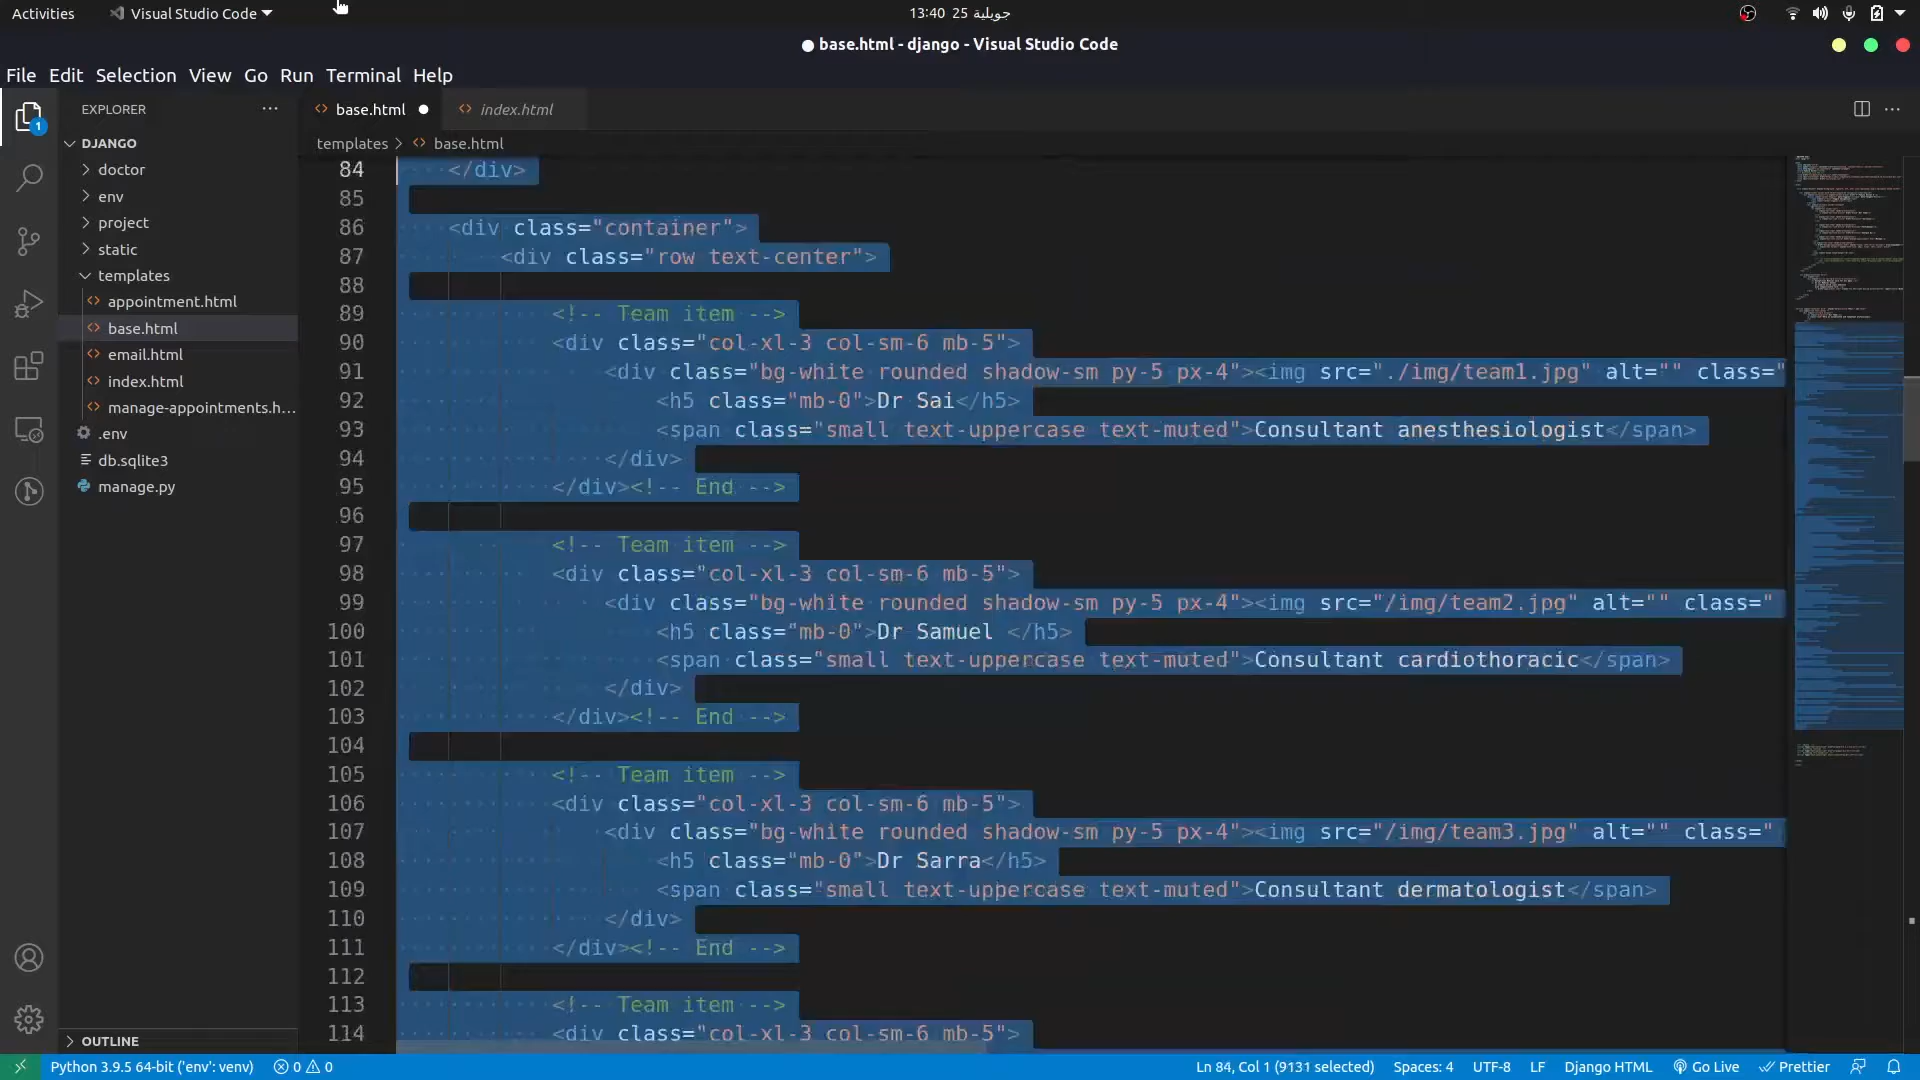 Activities Visual Studio Code 13:40 25 جويلية
base.html - django - Visual Studio Code
File Edit Selection View Go Run Terminal Help
EXPLORER
base.html index.html
DJANGO
templates > base.html
doctor
env
project
static
templates
appointment.html
base.html
email.html
index.html
manage-appointments.h...
.env
db.sqlite3
manage.py
OUTLINE
1
84 </div>
85
86 <div class="container">
87 <div class="row text-center">
88
89 <!-- Team item -->
90 <div class="col-xl-3 col-sm-6 mb-5">
91 <div class="bg-white rounded shadow-sm py-5 px-4"><img src="./img/team1.jpg" alt="" class="
92 <h5 class="mb-0">Dr Sai</h5>
93 <span class="small text-uppercase text-muted">Consultant anesthesiologist</span>
94 </div>
95 </div><!-- End -->
96
97 <!-- Team item -->
98 <div class="col-xl-3 col-sm-6 mb-5">
99 <div class="bg-white rounded shadow-sm py-5 px-4"><img src="/img/team2.jpg" alt="" class="
100 <h5 class="mb-0">Dr Samuel </h5>
101 <span class="small text-uppercase text-muted">Consultant cardiothoracic</span>
102 </div>
103 </div><!-- End -->
104
105 <!-- Team item -->
106 <div class="col-xl-3 col-sm-6 mb-5">
107 <div class="bg-white rounded shadow-sm py-5 px-4"><img src="/img/team3.jpg" alt="" class="
108 <h5 class="mb-0">Dr Sarra</h5>
109 <span class="small text-uppercase text-muted">Consultant dermatologist</span>
110 </div>
111 </div><!-- End -->
112
113 <!-- Team item -->
114 <div class="col-xl-3 col-sm-6 mb-5">
Python 3.9.5 64-bit ('env': venv) 0 0 Ln 84, Col 1 (9131 selected) Spaces: 4 UTF-8 LF Django HTML Go Live Prettier